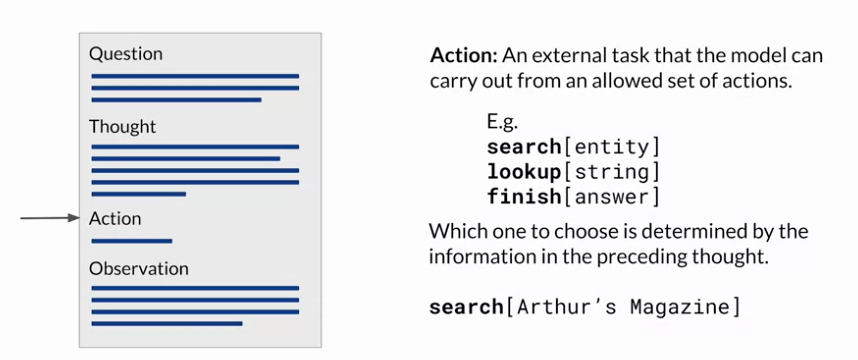 Question
Thought
Action
Observation
Action: An external task that the model can
carry out from an allowed set of actions.
E.g.
search[entity]
lookup[string]
finish[answer]
Which one to choose is determined by the
information in the preceding thought.
search[Arthur’s Magazine]